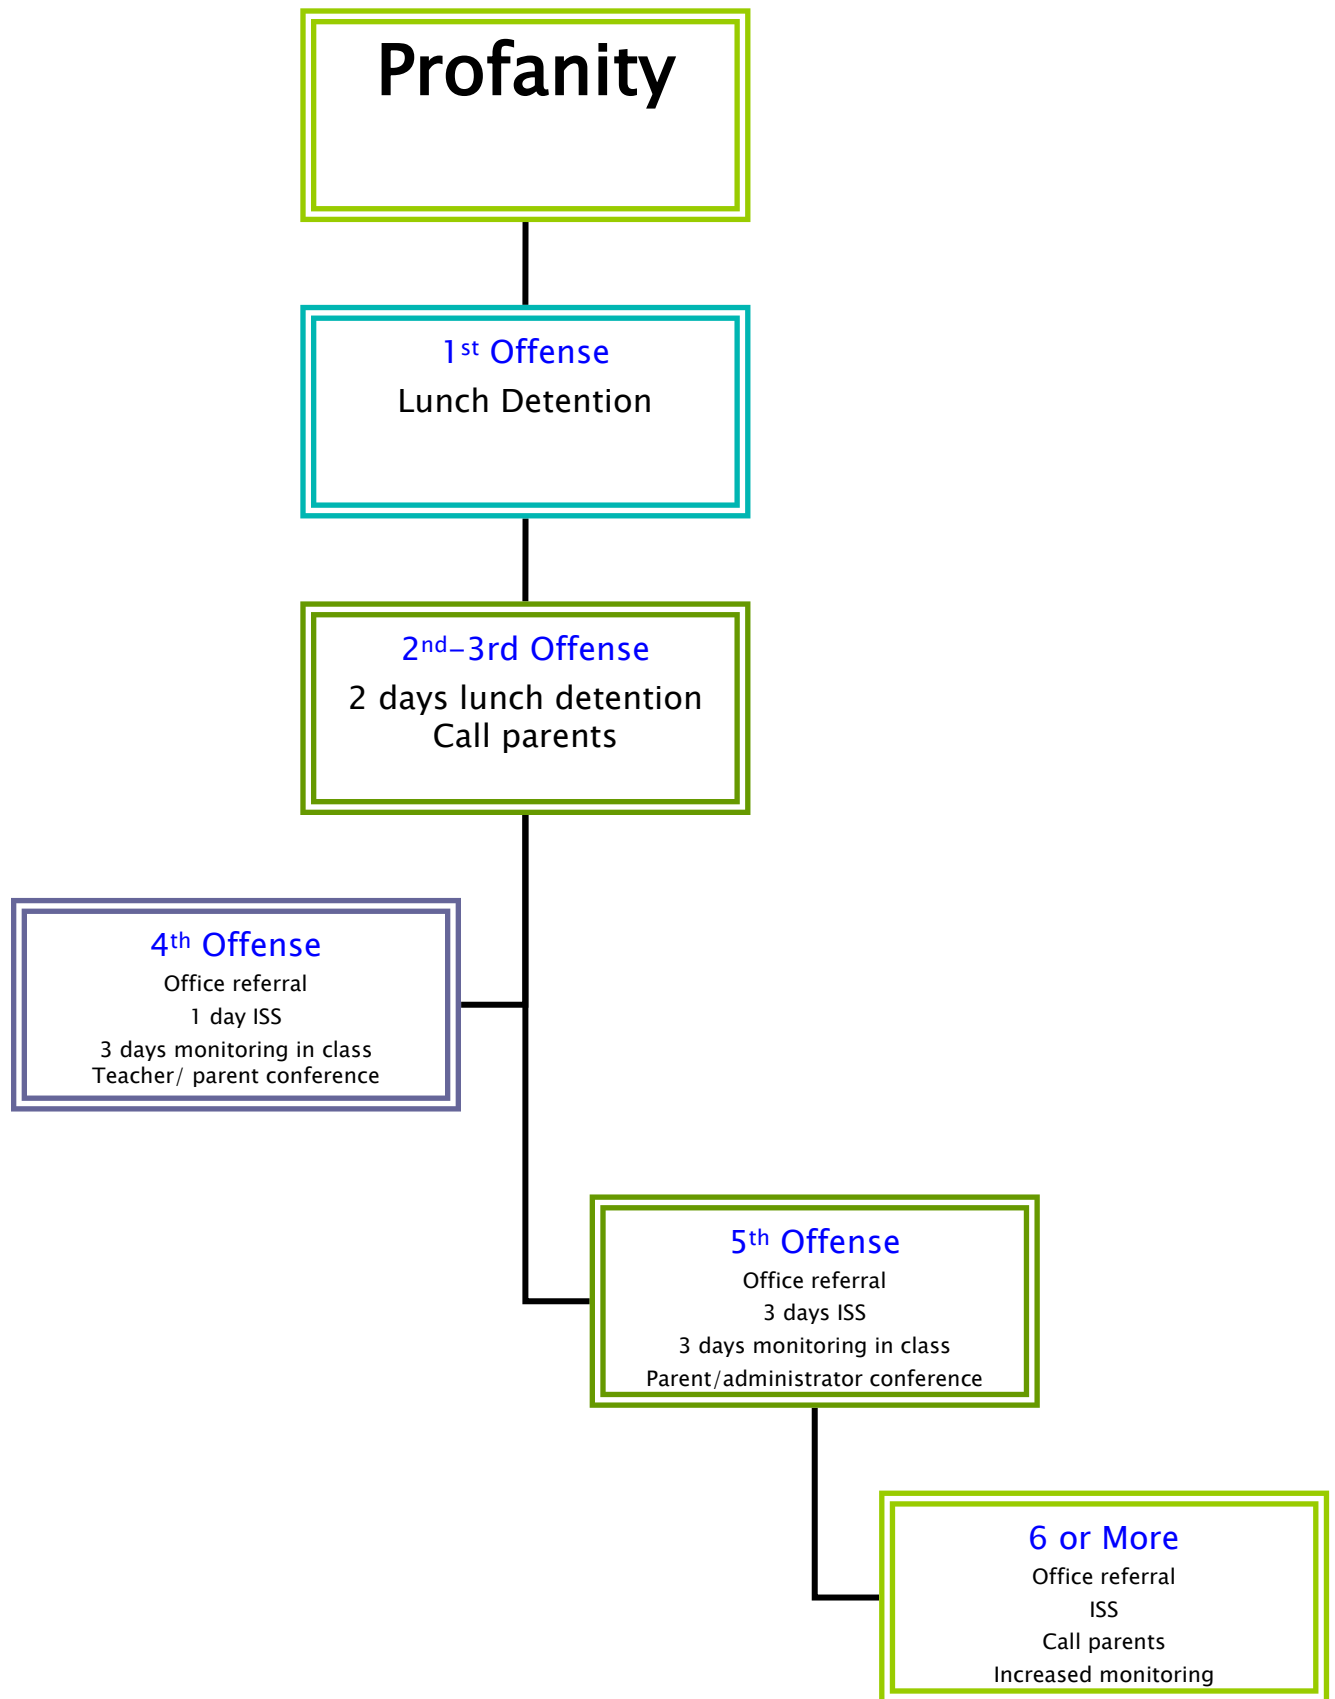 Profanity
1st Offense
Lunch Detention
2nd–3rd Offense
2 days lunch detention
Call parents
4th Offense
Office referral
1 day ISS
3 days monitoring in class
Teacher/ parent conference
5th Offense
Office referral
3 days ISS
3 days monitoring in class
Parent/administrator conference
6 or More
Office referral
ISS
Call parents
Increased monitoring